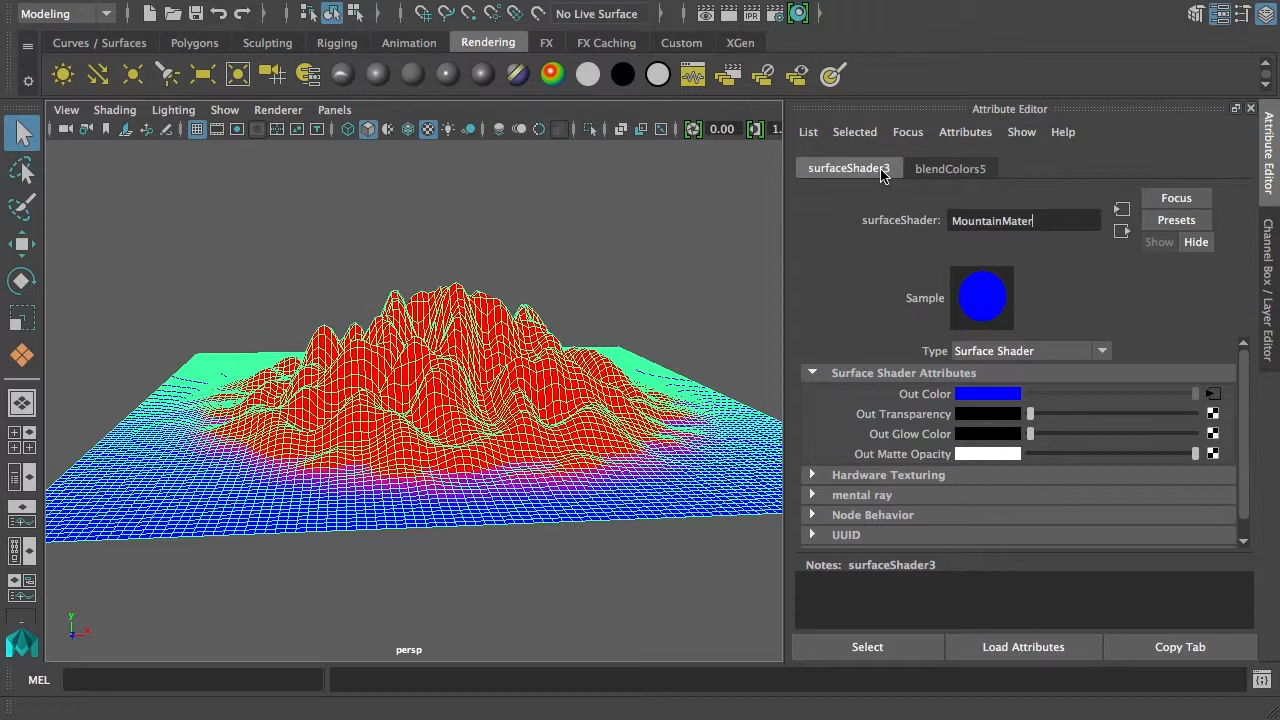 Modeling
No Live Surface
Curves / Surfaces
Polygons
Sculpting
Rigging
Animation
Rendering
FX
FX Caching
Custom
XGen
View
Shading
Lighting
Show
Renderer
Panels
0.00
1.
persp
Attribute Editor
List
Selected
Focus
Attributes
Show
Help
surfaceShader3
blendColors5
surfaceShader:
MountainMater
Focus
Presets
Show
Hide
Sample
Type
Surface Shader
Surface Shader Attributes
Out Color
Out Transparency
Out Glow Color
Out Matte Opacity
Hardware Texturing
mental ray
Node Behavior
UUID
Notes: surfaceShader3
Select
Load Attributes
Copy Tab
Attribute Editor
Channel Box / Layer Editor
y
x
z
IPR
MEL